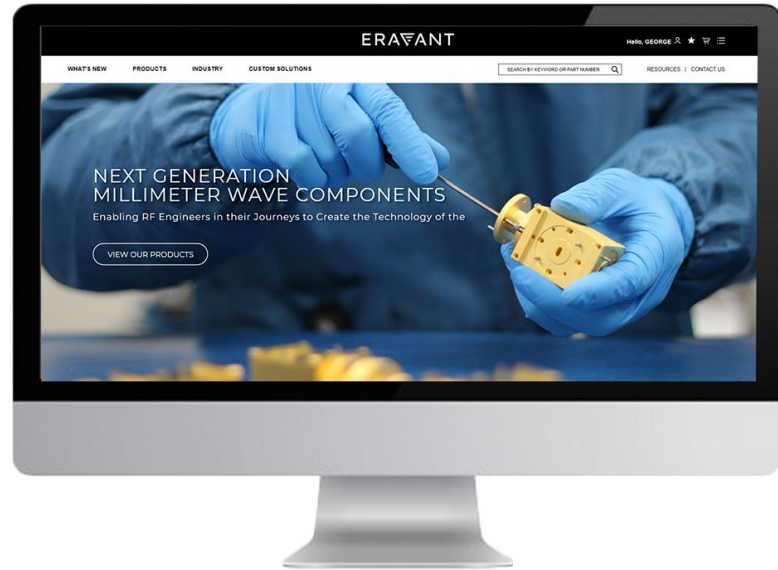 ERAVANT
Hello, GEORGE
WHAT'S NEW PRODUCTS INDUSTRY CUSTOM SOLUTIONS SEARCH BY KEYWORD OR PART NUMBER RESOURCES | CONTACT US
NEXT GENERATION
MILLIMETER WAVE COMPONENTS
Enabling RF Engineers in their Journeys to Create the Technology of the
VIEW OUR PRODUCTS